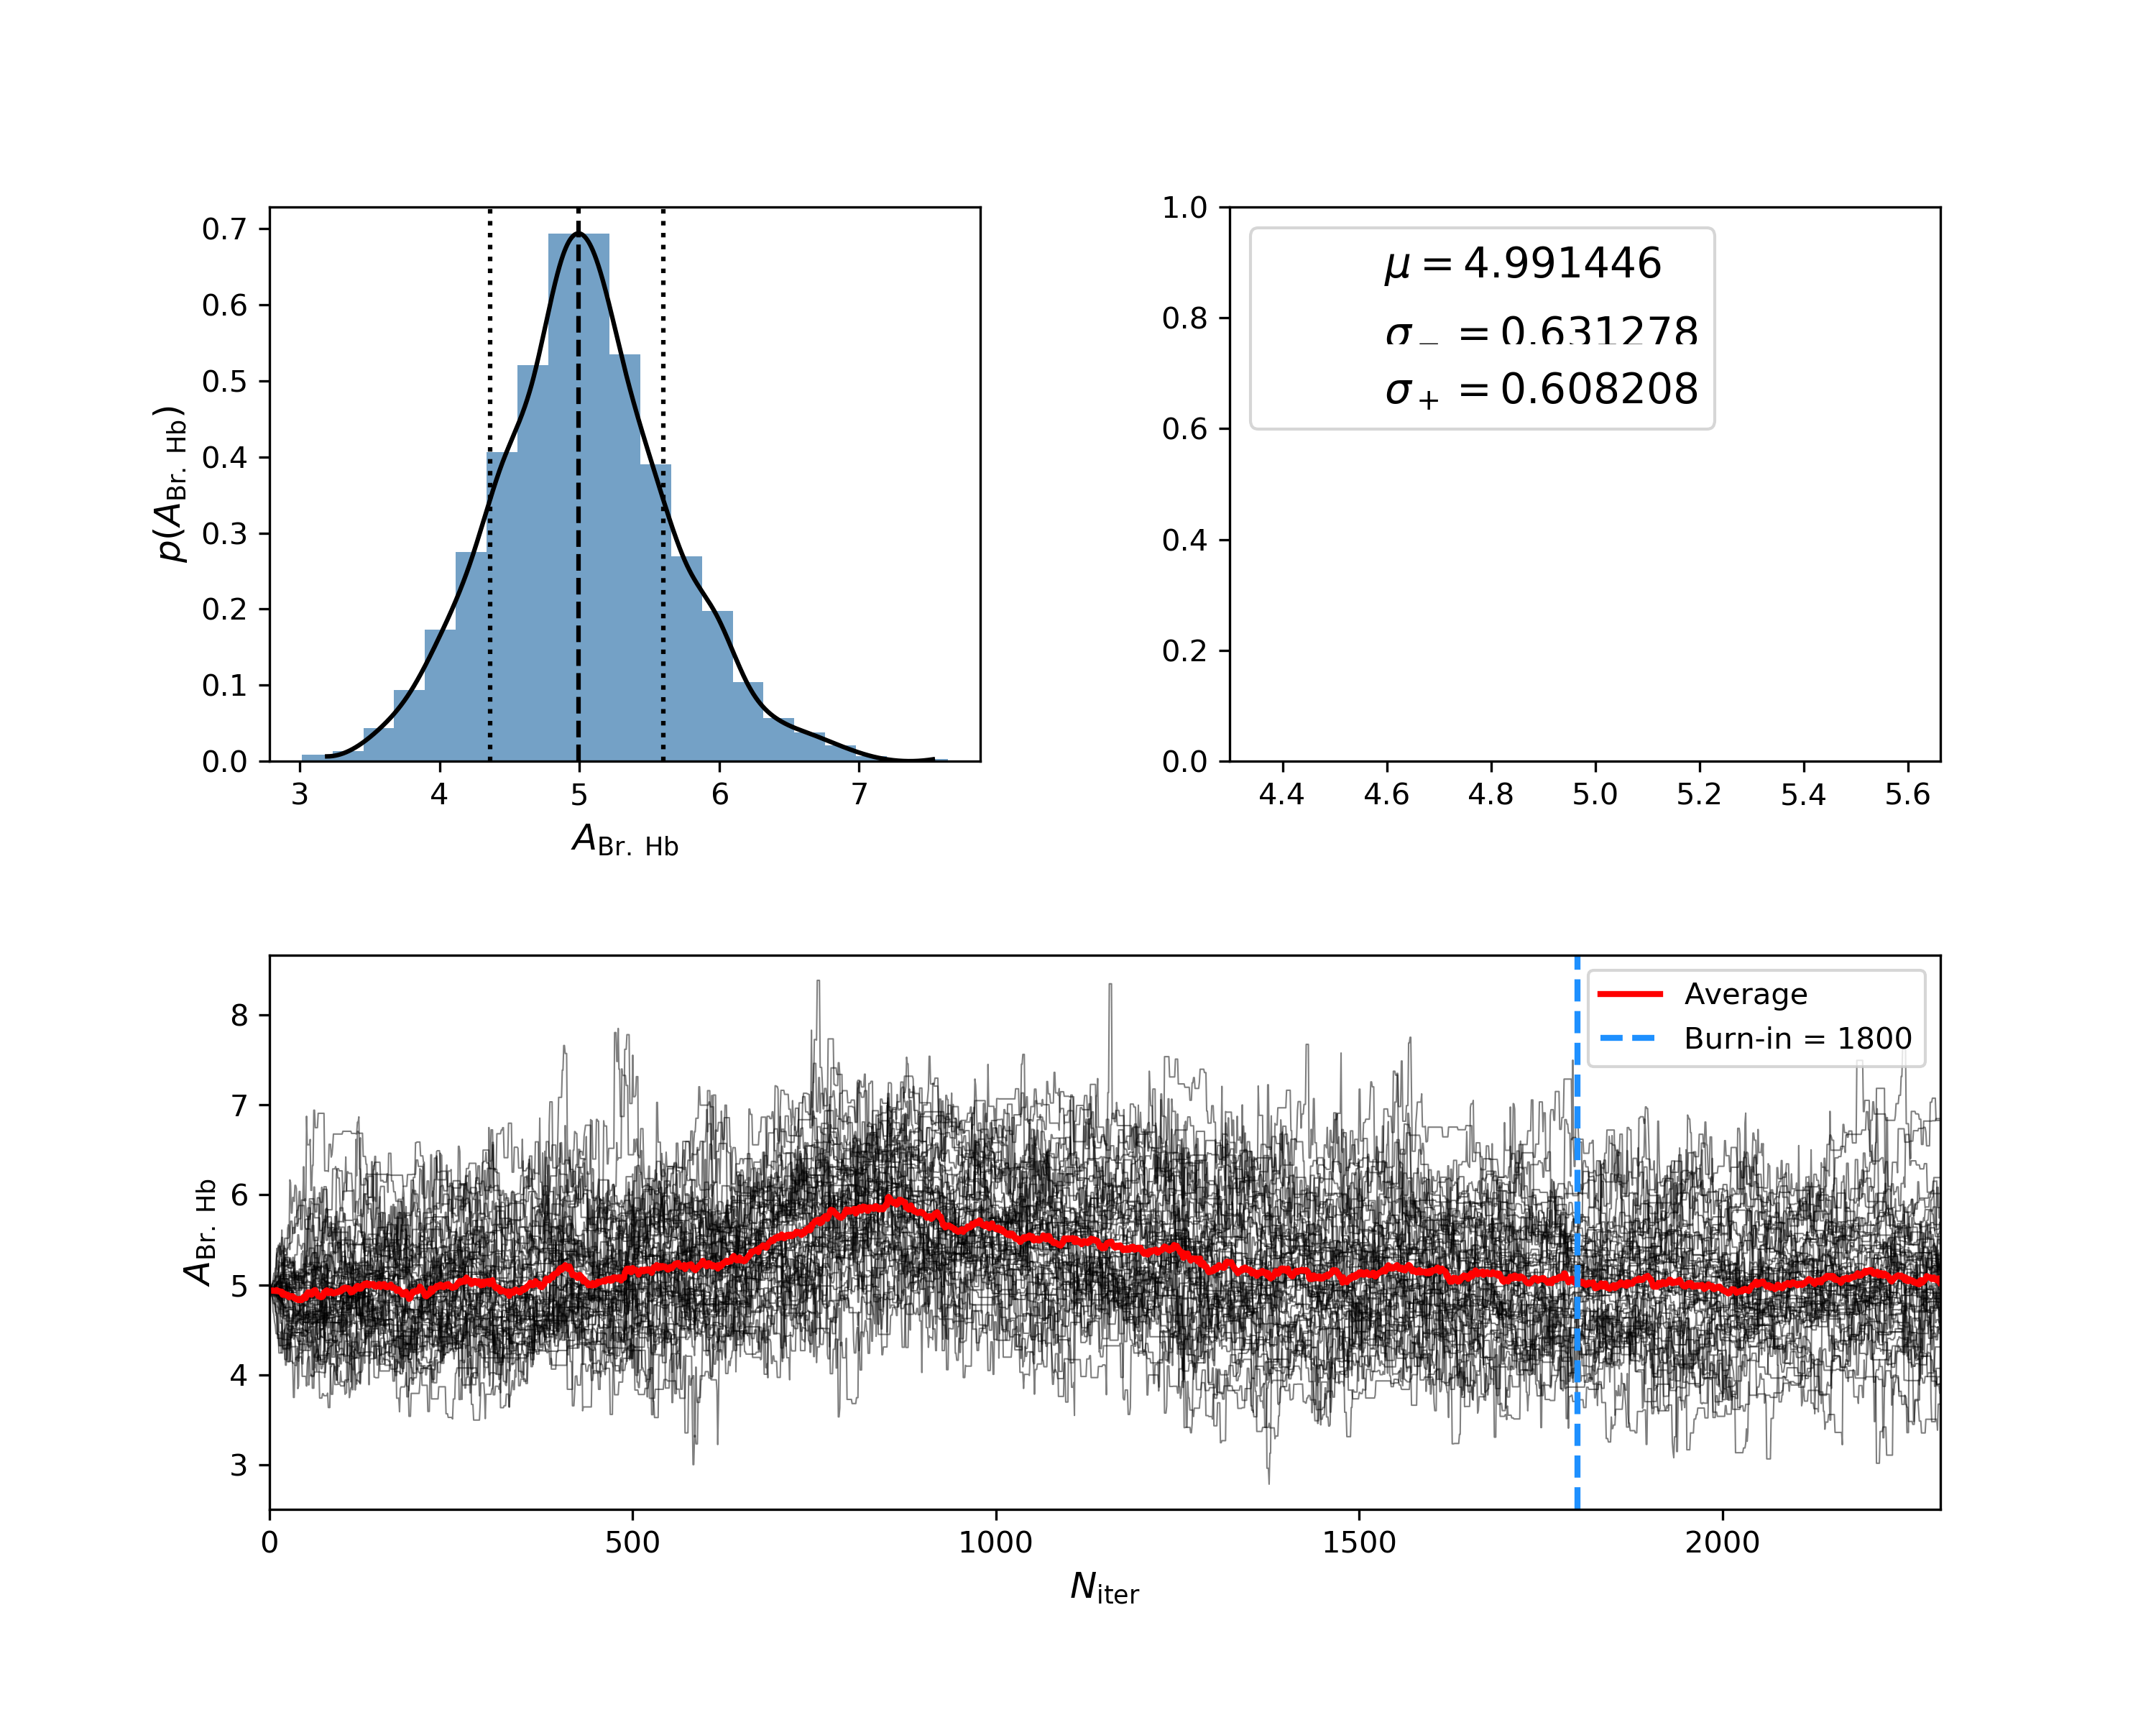 0.7
0.6
0.5
0.4
0.3
0.2
0.1
0.0
p(A_Br. Hb)
3 4 5 6 7
A_Br. Hb
1.0
0.8
0.6
0.4
0.2
0.0
μ = 4.991446
σ_− = 0.631278
σ_+ = 0.608208
4.4 4.6 4.8 5.0 5.2 5.4 5.6
8
7
6
5
4
3
A_Br. Hb
Average
Burn-in = 1800
0 500 1000 1500 2000
N_iter